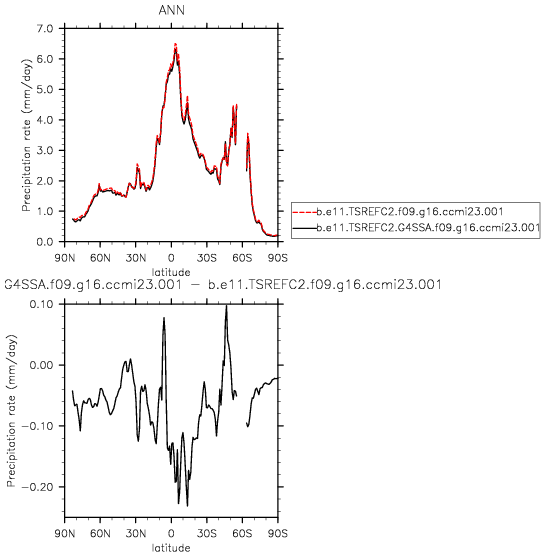 ANN
Precipitation rate (mm/day)
7.0
6.0
5.0
4.0
3.0
2.0
1.0
0.0
90N 60N 30N 0 30S 60S 90S
latitude
b.e11.TSREFC2.f09.g16.ccmi23.001
b.e11.TSREFC2.G4SSA.f09.g16.ccmi23.001
G4SSA.f09.g16.ccmi23.001 - b.e11.TSREFC2.f09.g16.ccmi23.001
Precipitation rate (mm/day)
0.10
0.00
-0.10
-0.20
90N 60N 30N 0 30S 60S 90S
latitude